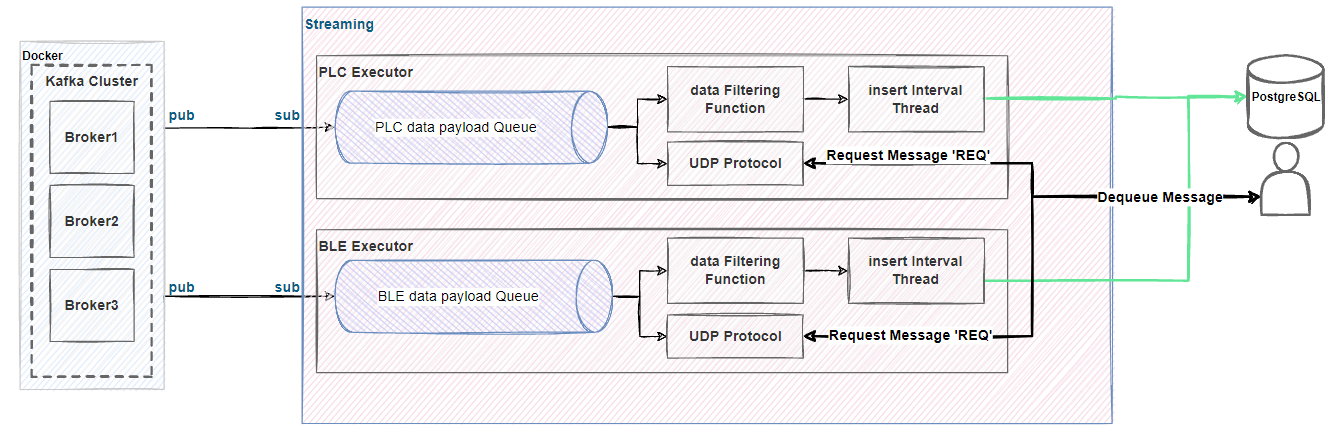 Streaming
Docker
Kafka Cluster
Broker1
Broker2
Broker3
pub
sub
pub
sub
PLC Executor
PLC data payload Queue
data Filtering
Function
insert Interval
Thread
UDP Protocol
Request Message 'REQ'
BLE Executor
BLE data payload Queue
data Filtering
Function
insert Interval
Thread
UDP Protocol
Request Message 'REQ'
Dequeue Message
PostgreSQL